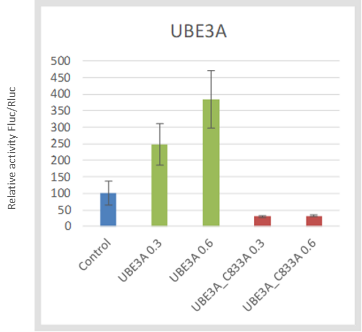 UBE3A
Relative activity Fluc/Rluc
500
450
400
350
300
250
200
150
100
50
0
Control
UBE3A 0.3
UBE3A 0.6
UBE3A_C833A 0.3
UBE3A_C833A 0.6